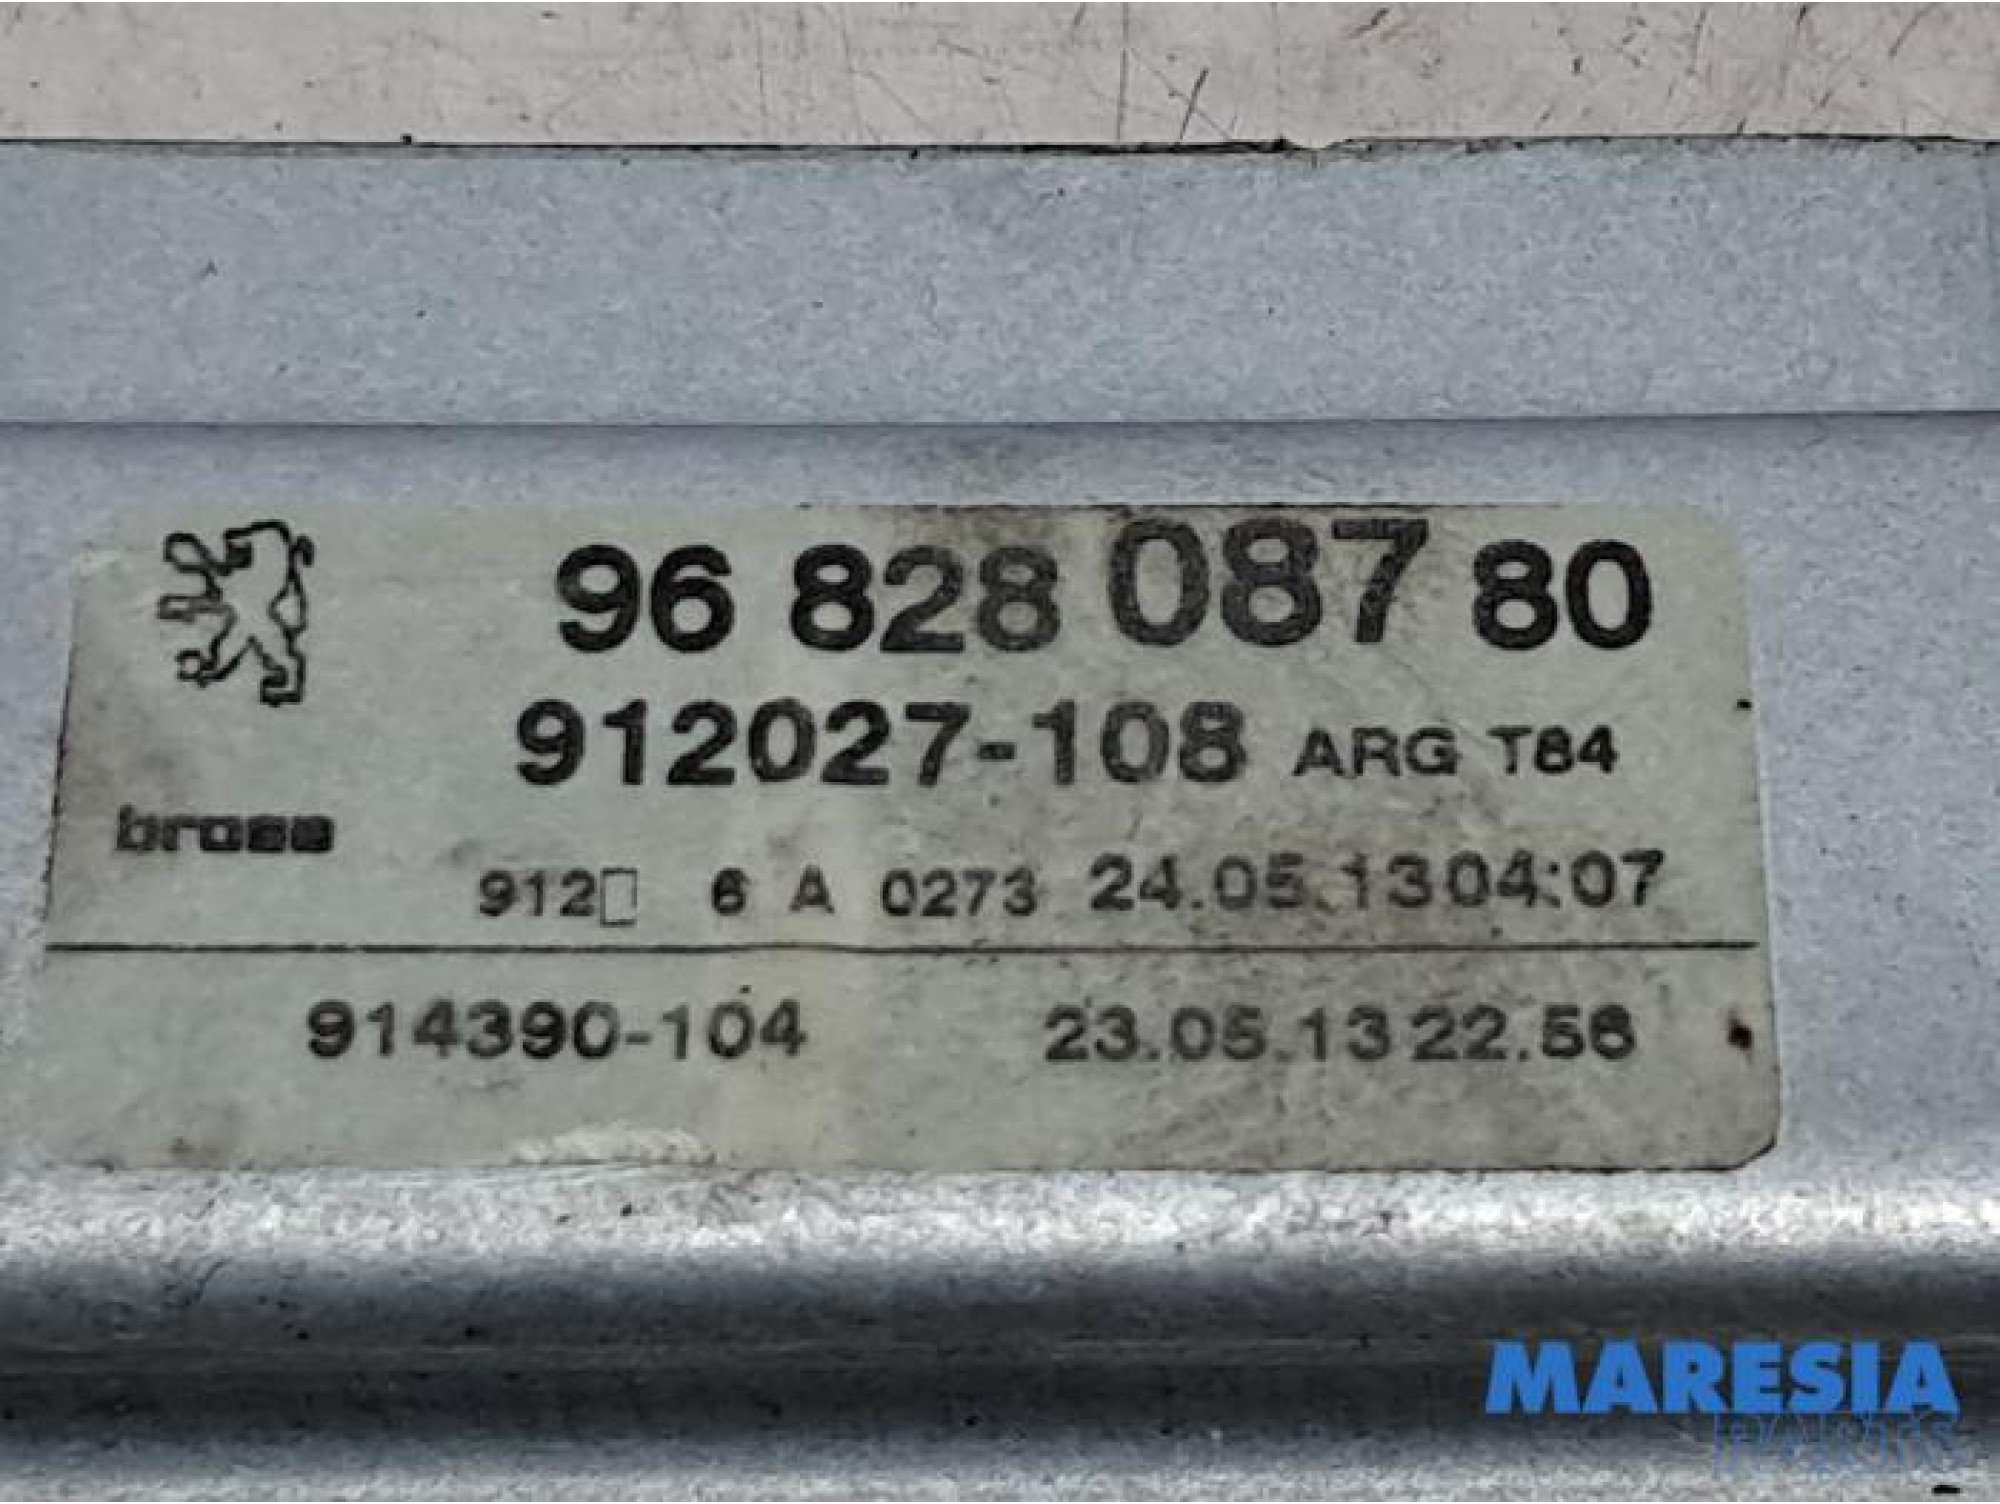 96 828 087 80
912027-108 ARG T84
brose
912□ 6 A 0273 24.05.13 04:07
914390-104 23.05.13 22.56
MARESIA